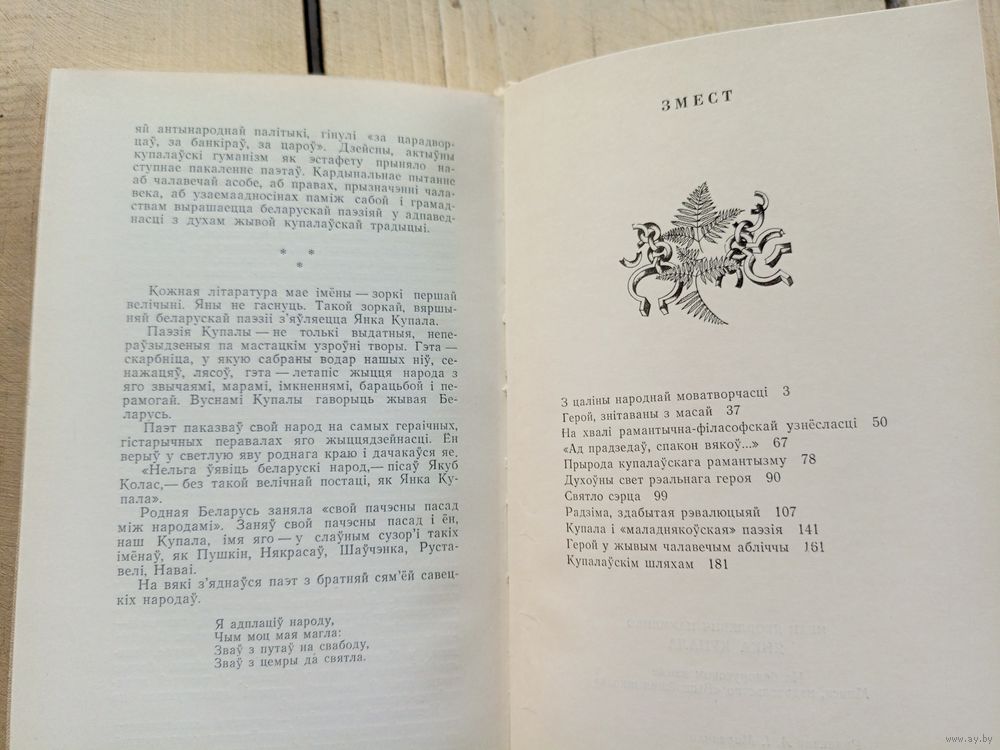 яй антынароднай палітыкі, гінулі «за царадвор-
цаў, за банкіраў, за цароў». Дзейсны, актыўны
купалаўскі гуманізм як эстафету прыняло на-
ступнае пакаленне паэтаў. Кардынальнае пытанне
аб чалавечай асобе, аб правах, прызначэнні чала-
века, аб узаемаадносінах паміж сабой і грамад-
ствам вырашаецца беларускай паэзіяй у адпавед-
насці з духам жывой купалаўскай традыцыі.
* *
*
Кожная літаратура мае імёны — зоркі першай
велічыні. Яны не гаснуць. Такой зоркай, вяршы-
няй беларускай паэзіі з'яўляецца Янка Купала.
Паэзія Купалы — не толькі выдатныя, непе-
раўзыдзеныя па мастацкім узроўні творы. Гэта —
скарбніца, у якую сабраны водар нашых ніў, се-
нажацяў, лясоў, гэта — летапіс жыцця народа з
яго звычаямі, марамі, імкненнямі, барацьбой і пе-
рамогай. Вуснамі Купалы гаворыць жывая Бе-
ларусь.
Паэт паказваў свой народ на самых гераічных,
гістарычных перавалах яго жыццядзейнасці. Ён
верыў у светлую яву роднага краю і дачакаўся яе.
«Нельга ўявіць беларускі народ,— пісаў Якуб
Колас,— без такой велічнай постаці, як Янка Ку-
пала».
Родная Беларусь заняла «свой пачэсны пасад
між народамі». Заняў свой пачэсны пасад і ён,
наш Купала, імя яго — у слаўным сузор'і такіх
імёнаў, як Пушкін, Някрасаў, Шаўчэнка, Руста-
велі, Наваі.
На вякі з'яднаўся паэт з братняй сям'ёй савец-
кіх народаў.
Я адплаціў народу,
Чым моц мая магла:
Зваў з путаў на свабоду,
Зваў з цемры да святла.
ЗМЕСТ
З цаліны народнай моватворчасці 3
Герой, знітаваны з масай 37
На хвалі рамантычна-філасофскай узнёсласці 50
«Ад прадзедаў, спакон вякоў...» 67
Прырода купалаўскага рамантызму 78
Духоўны свет рэальнага героя 90
Святло сэрца 99
Радзіма, здабытая рэвалюцыяй 107
Купала і «маладнякоўская» паэзія 141
Герой у жывым чалавечым абліччы 161
Купалаўскім шляхам 181
www.ay.by